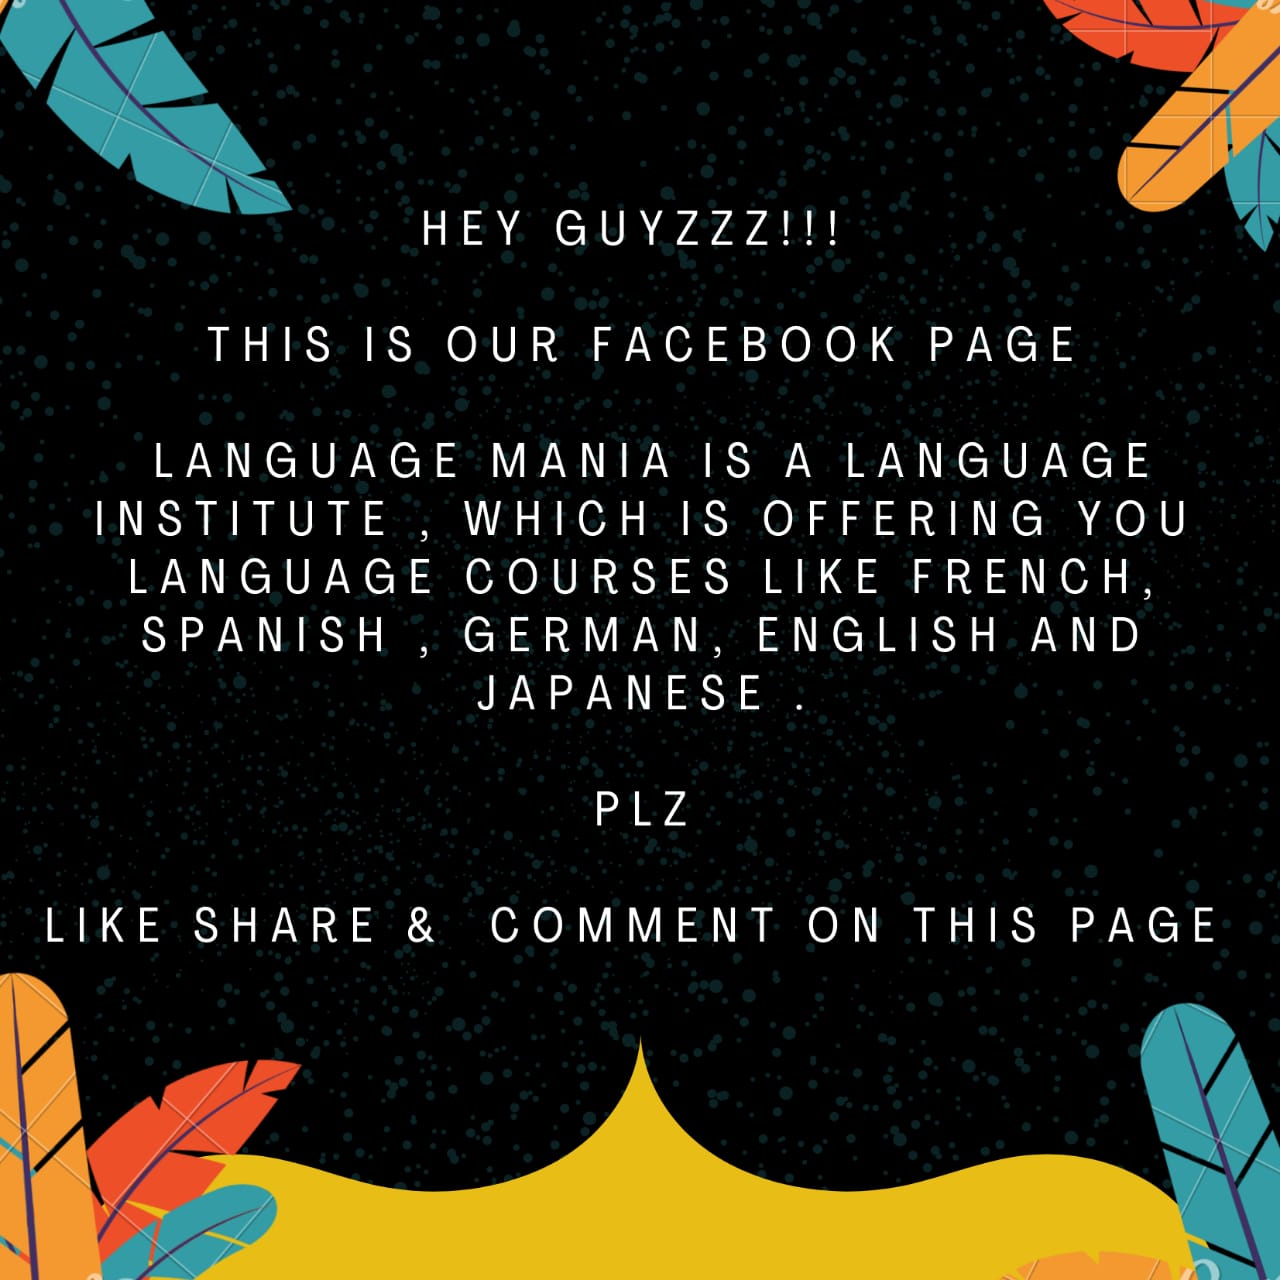 HEY GUYZZZ!!!
THIS IS OUR FACEBOOK PAGE
LANGUAGE MANIA IS A LANGUAGE
INSTITUTE , WHICH IS OFFERING YOU
LANGUAGE COURSES LIKE FRENCH,
SPANISH , GERMAN, ENGLISH AND
JAPANESE .
PLZ
LIKE SHARE &  COMMENT ON THIS PAGE